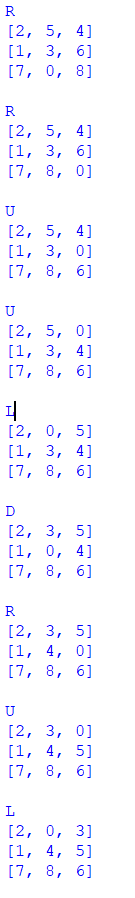 R
[2, 5, 4]
[1, 3, 6]
[7, 0, 8]
R
[2, 5, 4]
[1, 3, 6]
[7, 8, 0]
U
[2, 5, 4]
[1, 3, 0]
[7, 8, 6]
U
[2, 5, 0]
[1, 3, 4]
[7, 8, 6]
L
[2, 0, 5]
[1, 3, 4]
[7, 8, 6]
D
[2, 3, 5]
[1, 0, 4]
[7, 8, 6]
R
[2, 3, 5]
[1, 4, 0]
[7, 8, 6]
U
[2, 3, 0]
[1, 4, 5]
[7, 8, 6]
L
[2, 0, 3]
[1, 4, 5]
[7, 8, 6]